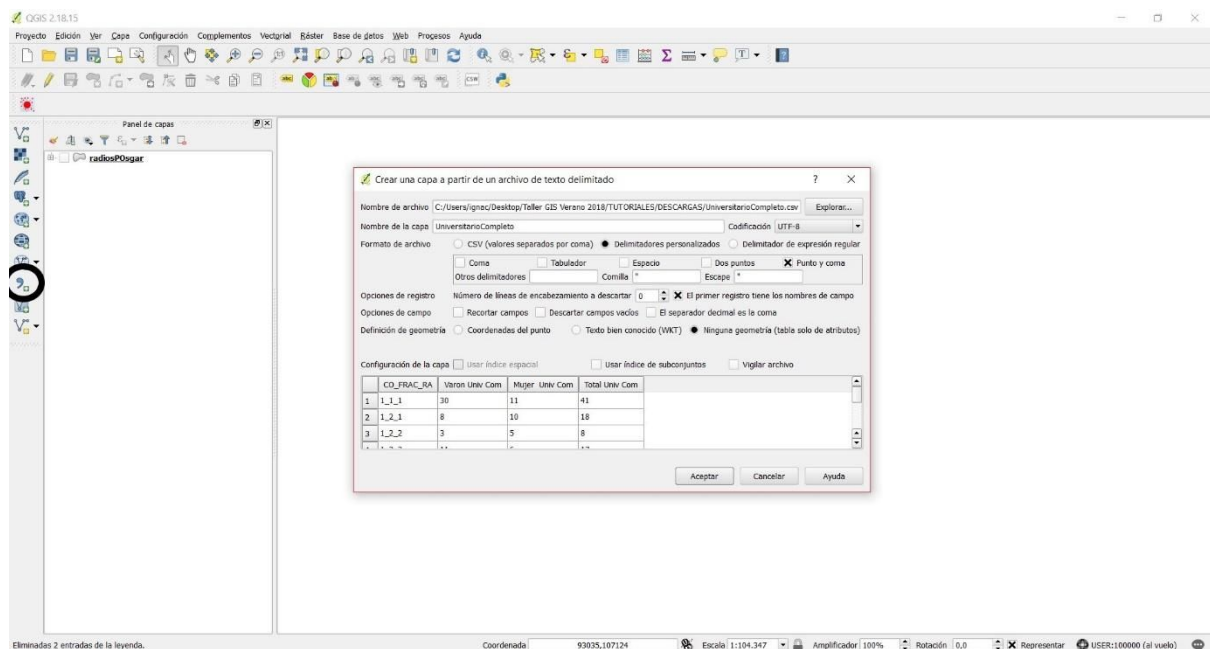 QGIS 2.18.15
Proyecto Edición Ver Capa Configuración Complementos Vectorial Ráster Base de datos Web Procesos Ayuda
Panel de capas
radiosPOsgar
Crear una capa a partir de un archivo de texto delimitado ? ×
Nombre de archivo C:/Users/ignac/Desktop/Taller GIS Verano 2018/TUTORIALES/DESCARGAS/UniversitarioCompleto.csv Explorar...
Nombre de la capa UniversitarioCompleto Codificación UTF-8
Formato de archivo CSV (valores separados por coma) Delimitadores personalizados Delimitador de expresión regular
Coma Tabulador Espacio Dos puntos Punto y coma
Otros delimitadores Comilla " Escape "
Opciones de registro Número de líneas de encabezamiento a descartar 0 El primer registro tiene los nombres de campo
Opciones de campo Recortar campos Descartar campos vacíos El separador decimal es la coma
Definición de geometría Coordenadas del punto Texto bien conocido (WKT) Ninguna geometría (tabla solo de atributos)
Configuración de la capa Usar índice espacial Usar índice de subconjuntos Vigilar archivo
CO_FRAC_RA Varon Univ Com Mujer Univ Com Total Univ Com
1 1_1_1 30 11 41
2 1_2_1 8 10 18
3 1_2_2 3 5 8
Aceptar Cancelar Ayuda
Eliminadas 2 entradas de la leyenda. Coordenada 93035,107124 Escala 1:104.347 Amplificador 100% Rotación 0,0 Representar USER:100000 (al vuelo)